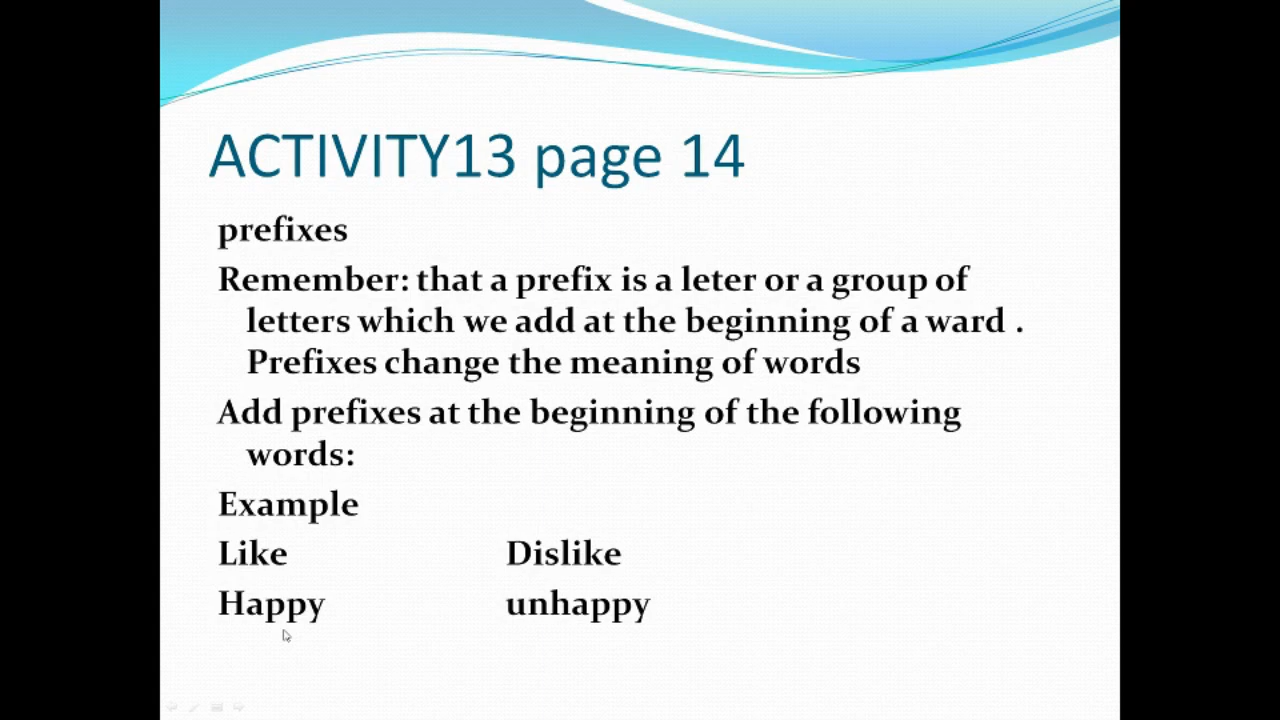 ACTIVITY13 page 14
prefixes
Remember: that a prefix is a leter or a group of
letters which we add at the beginning of a ward .
Prefixes change the meaning of words
Add prefixes at the beginning of the following
words:
Example
Like Dislike
Happy unhappy